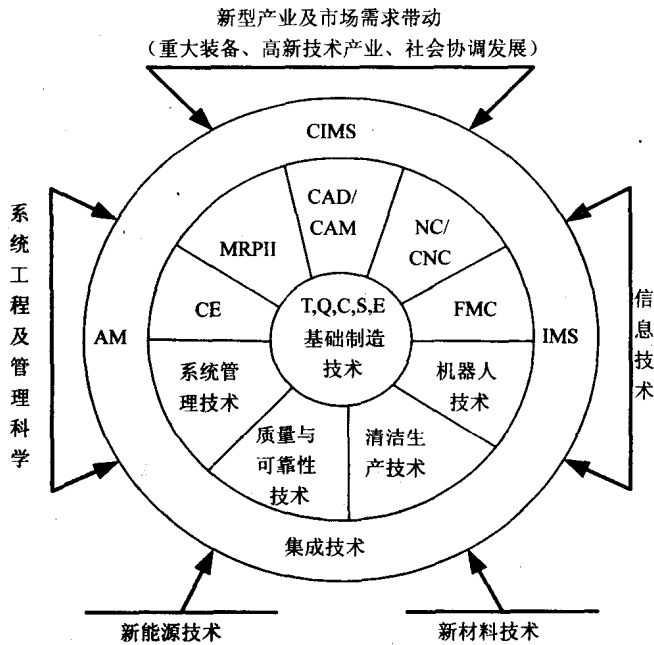 新型产业及市场需求带动
（重大装备、高新技术产业、社会协调发展）
CIMS
CAD/
CAM
MRPII
NC/
CNC
CE
T,Q,C,S,E
基础制造
技术
FMC
AM
IMS
系统管
理技术
机器人
技术
质量与
可靠性
技术
清洁生
产技术
集成技术
系统工程及管理科学
信息技术
新能源技术
新材料技术